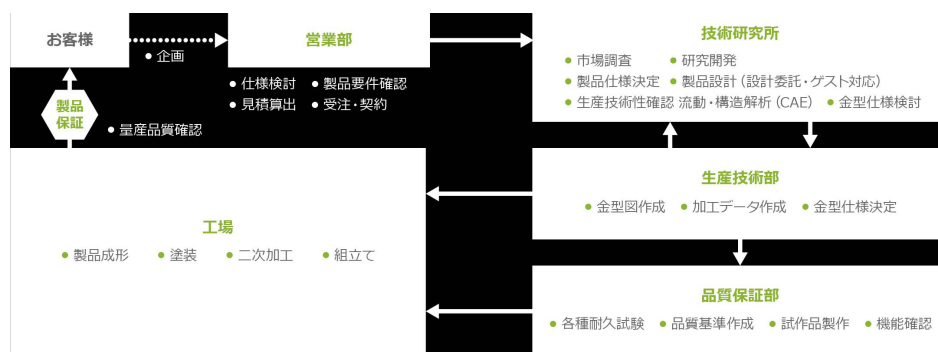 お客様
● 企画
営業部
● 仕様検討 ● 製品要件確認
● 見積算出 ● 受注・契約
技術研究所
● 市場調査 ● 研究開発
● 製品仕様決定 ● 製品設計（設計委託・ゲスト対応）
● 生産技術性確認 流動・構造解析（CAE） ● 金型仕様検討
製品
保証
● 量産品質確認
生産技術部
● 金型図作成 ● 加工データ作成 ● 金型仕様決定
工場
● 製品成形 ● 塗装 ● 二次加工 ● 組立て
品質保証部
● 各種耐久試験 ● 品質基準作成 ● 試作品製作 ● 機能確認